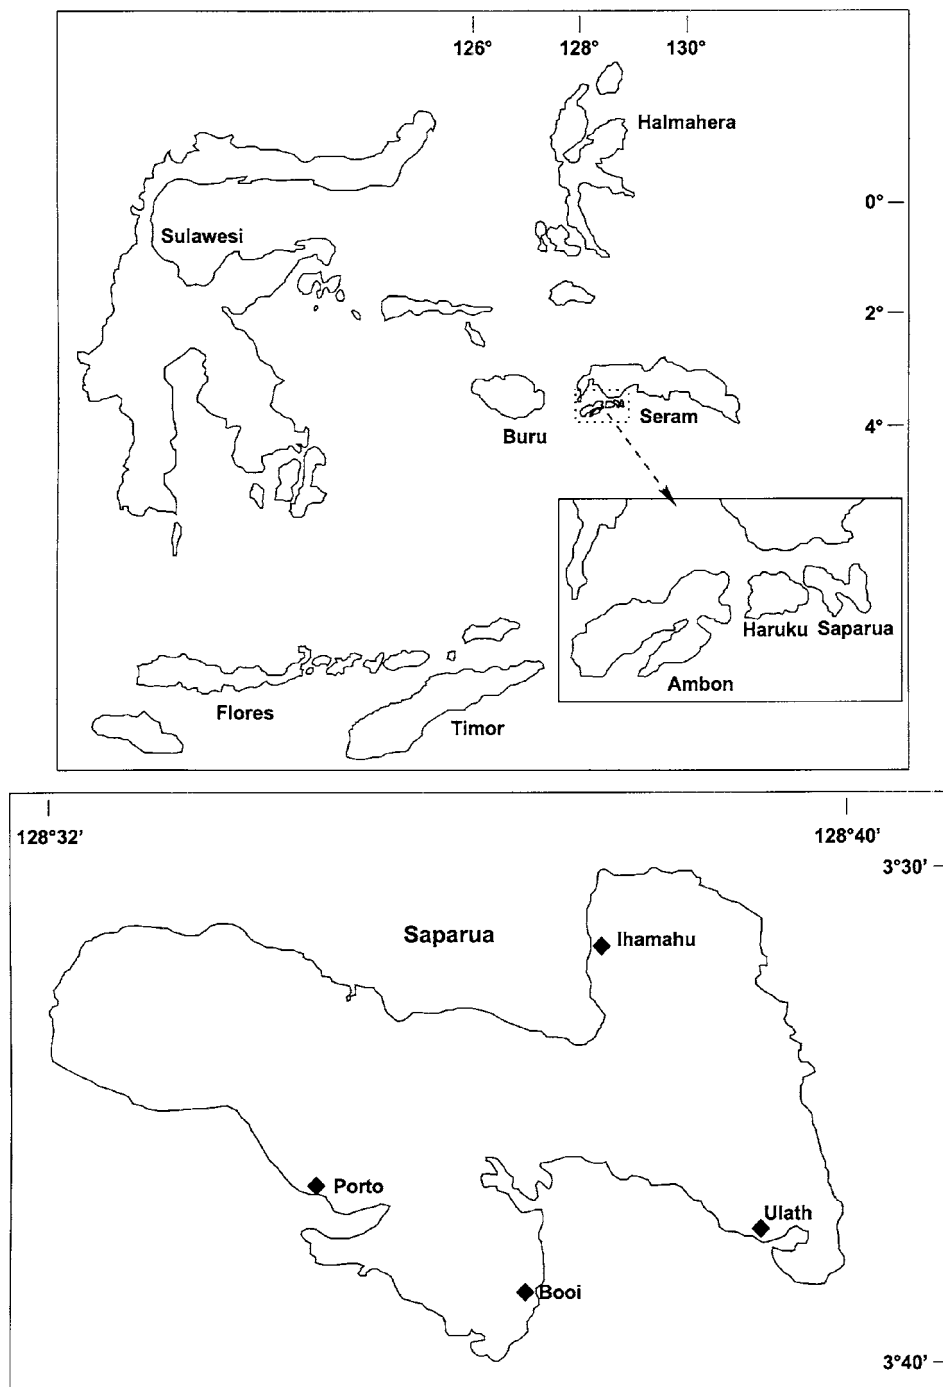 126° 128° 130°
Halmahera
0°
Sulawesi
2°
Buru
Seram
4°
Haruku Saparua
Ambon
Flores
Timor
128°32' 128°40'
3°30'
Saparua
Ihamahu
Porto
Ulath
Booi
3°40'